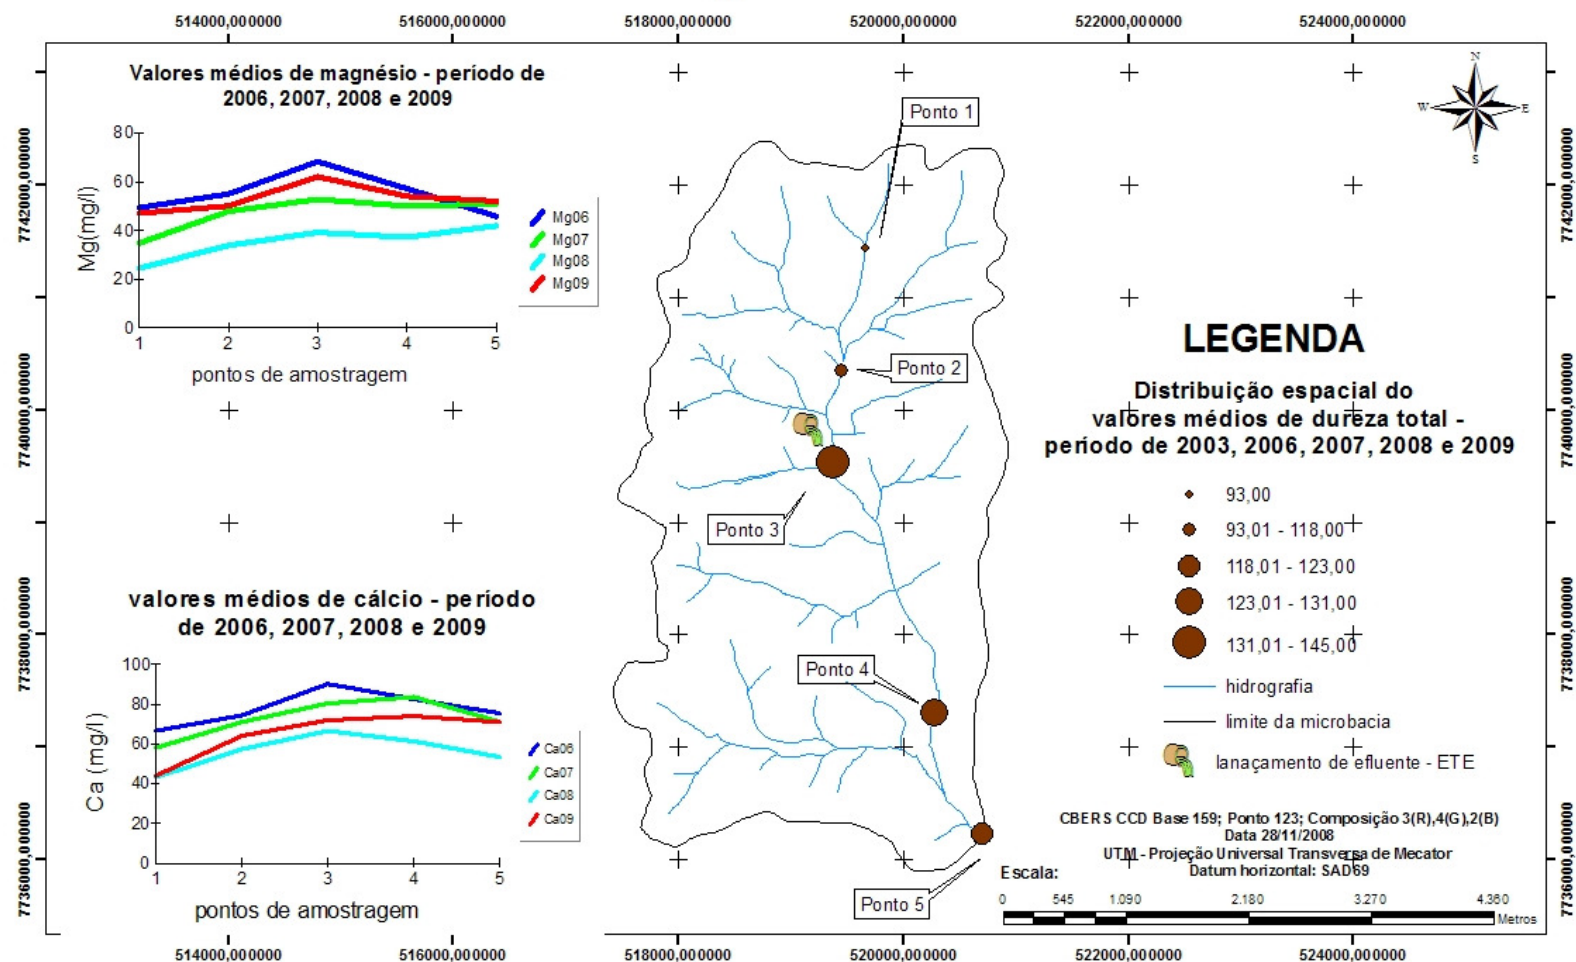 514000,000000
516000,000000
518000,000000
520000,000000
522000,000000
524000,000000
7742000,000000
7740000,000000
7738000,000000
7736000,000000
Valores médios de magnésio - período de
2006, 2007, 2008 e 2009
80
60
40
20
0
Mg(mg/l)
1 2 3 4 5
pontos de amostragem
Mg06
Mg07
Mg08
Mg09
valores médios de cálcio - período
de 2006, 2007, 2008 e 2009
100
80
60
40
20
0
Ca (mg/l)
1 2 3 4 5
pontos de amostragem
Ca06
Ca07
Ca08
Ca09
Ponto 1
Ponto 2
Ponto 3
Ponto 4
Ponto 5
N
W E
S
LEGENDA
Distribuição espacial do
valores médios de dureza total -
período de 2003, 2006, 2007, 2008 e 2009
93,00
93,01 - 118,00
118,01 - 123,00
123,01 - 131,00
131,01 - 145,00
hidrografia
limite da microbacia
lanaçamento de efluente - ETE
CBERS CCD Base 159; Ponto 123; Composição 3(R),4(G),2(B)
Data 28/11/2008
UTM - Projeção Universal Transversa de Mecator
Datum horizontal: SAD69
Escala:
0 545 1.090 2.180 3.270 4.360
Metros
7742000,000000
7740000,000000
7738000,000000
7736000,000000
514000,000000
516000,000000
518000,000000
520000,000000
522000,000000
524000,000000